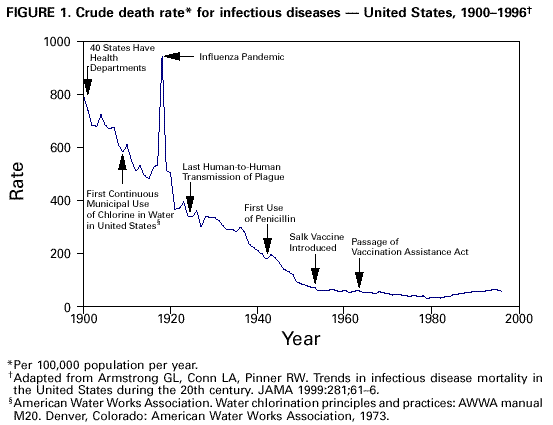 FIGURE 1. Crude death rate* for infectious diseases — United States, 1900–1996†
1000
800
600
400
200
0
Rate
40 States Have
Health
Departments
Influenza Pandemic
First Continuous
Municipal Use
of Chlorine in Water
in United States§
Last Human-to-Human
Transmission of Plague
First Use
of Penicillin
Salk Vaccine
Introduced
Passage of
Vaccination Assistance Act
1900
1920
1940
1960
1980
2000
Year
*Per 100,000 population per year.
†Adapted from Armstrong GL, Conn LA, Pinner RW. Trends in infectious disease mortality in
the United States during the 20th century. JAMA 1999:281;61–6.
§American Water Works Association. Water chlorination principles and practices: AWWA manual
M20. Denver, Colorado: American Water Works Association, 1973.